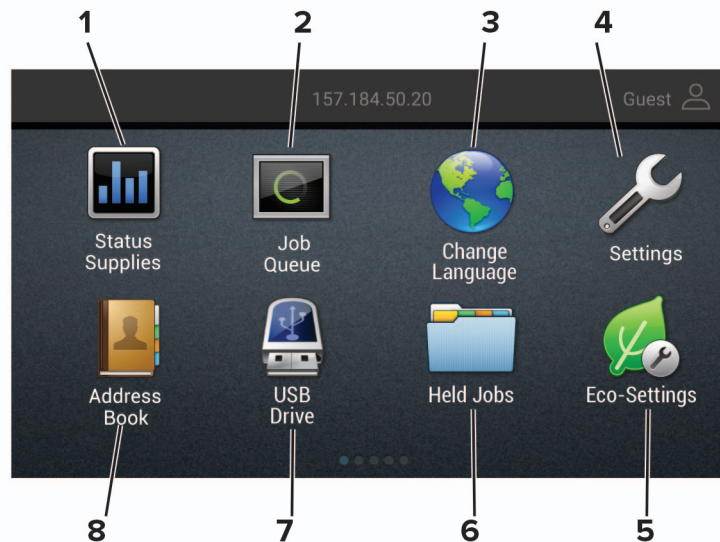 1 2 3 4
157.184.50.20 Guest
Status
Supplies
Job
Queue
Change
Language
Settings
Address
Book
USB
Drive
Held Jobs
Eco-Settings
8 7 6 5